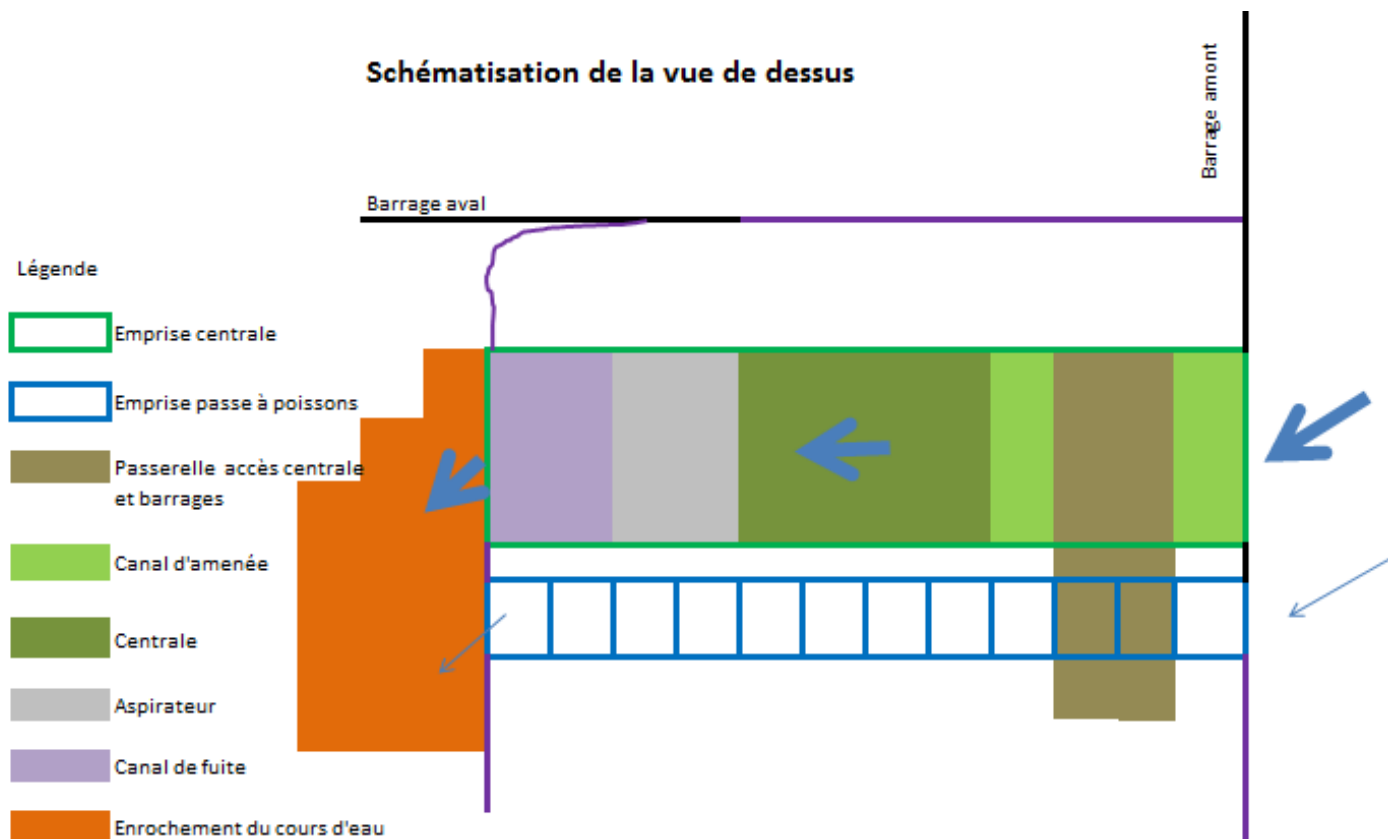 Schématisation de la vue de dessus
Barrage amont
Barrage aval
Légende
Emprise centrale
Emprise passe à poissons
Passerelle accès centrale
et barrages
Canal d'amenée
Centrale
Aspirateur
Canal de fuite
Enrochement du cours d'eau